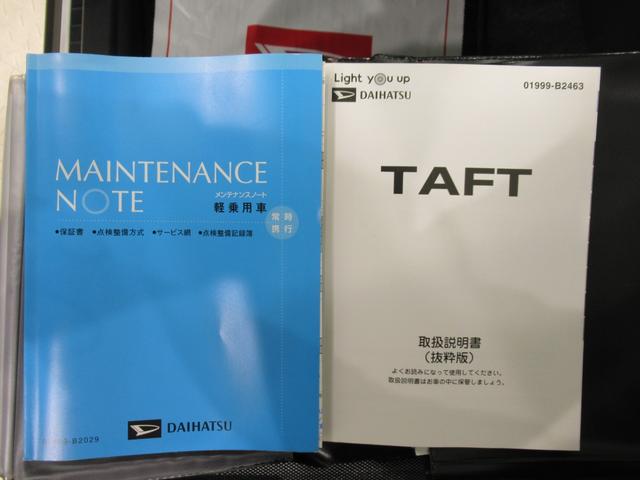 MAINTENANCE
NOTE
メンテナンスノート
軽乗用車
常時
携行
•保証書 •点検整備方式 •サービス網 •点検整備記録簿
DAIHATSU
-B2029
Light you up
DAIHATSU
01999-B2463
TAFT
取扱説明書
(抜粋版)
よくお読みになって使用してください。
取扱説明書はお車の中に保管しましょう。